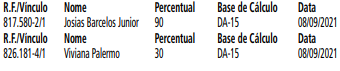 R.F./Vínculo Nome Percentual Base de Cálculo Data
817.580-2/1 Josias Barcelos Junior 90 DA-15 08/09/2021
R.F./Vínculo Nome Percentual Base de Cálculo Data
826.181-4/1 Viviana Palermo 30 DA-15 08/09/2021